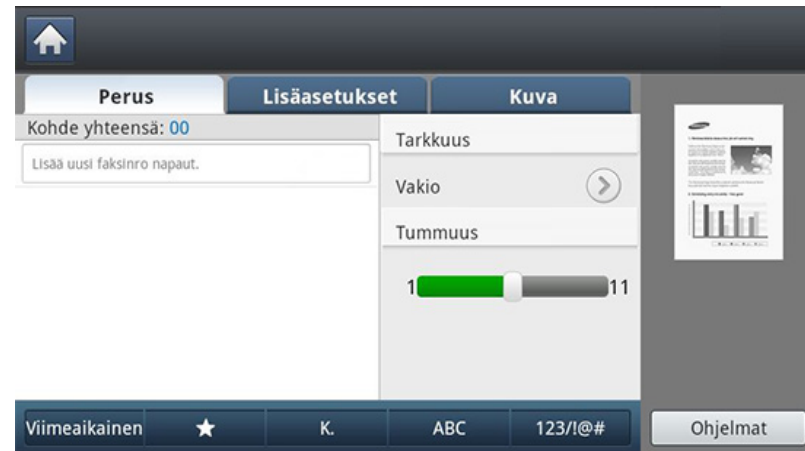 Perus
Lisäasetukset
Kuva
Kohde yhteensä: 00
Lisää uusi faksinro napaut.
Tarkkuus
Vakio
Tummuus
1
11
Viimeaikainen
★
K.
ABC
123/!@#
Ohjelmat